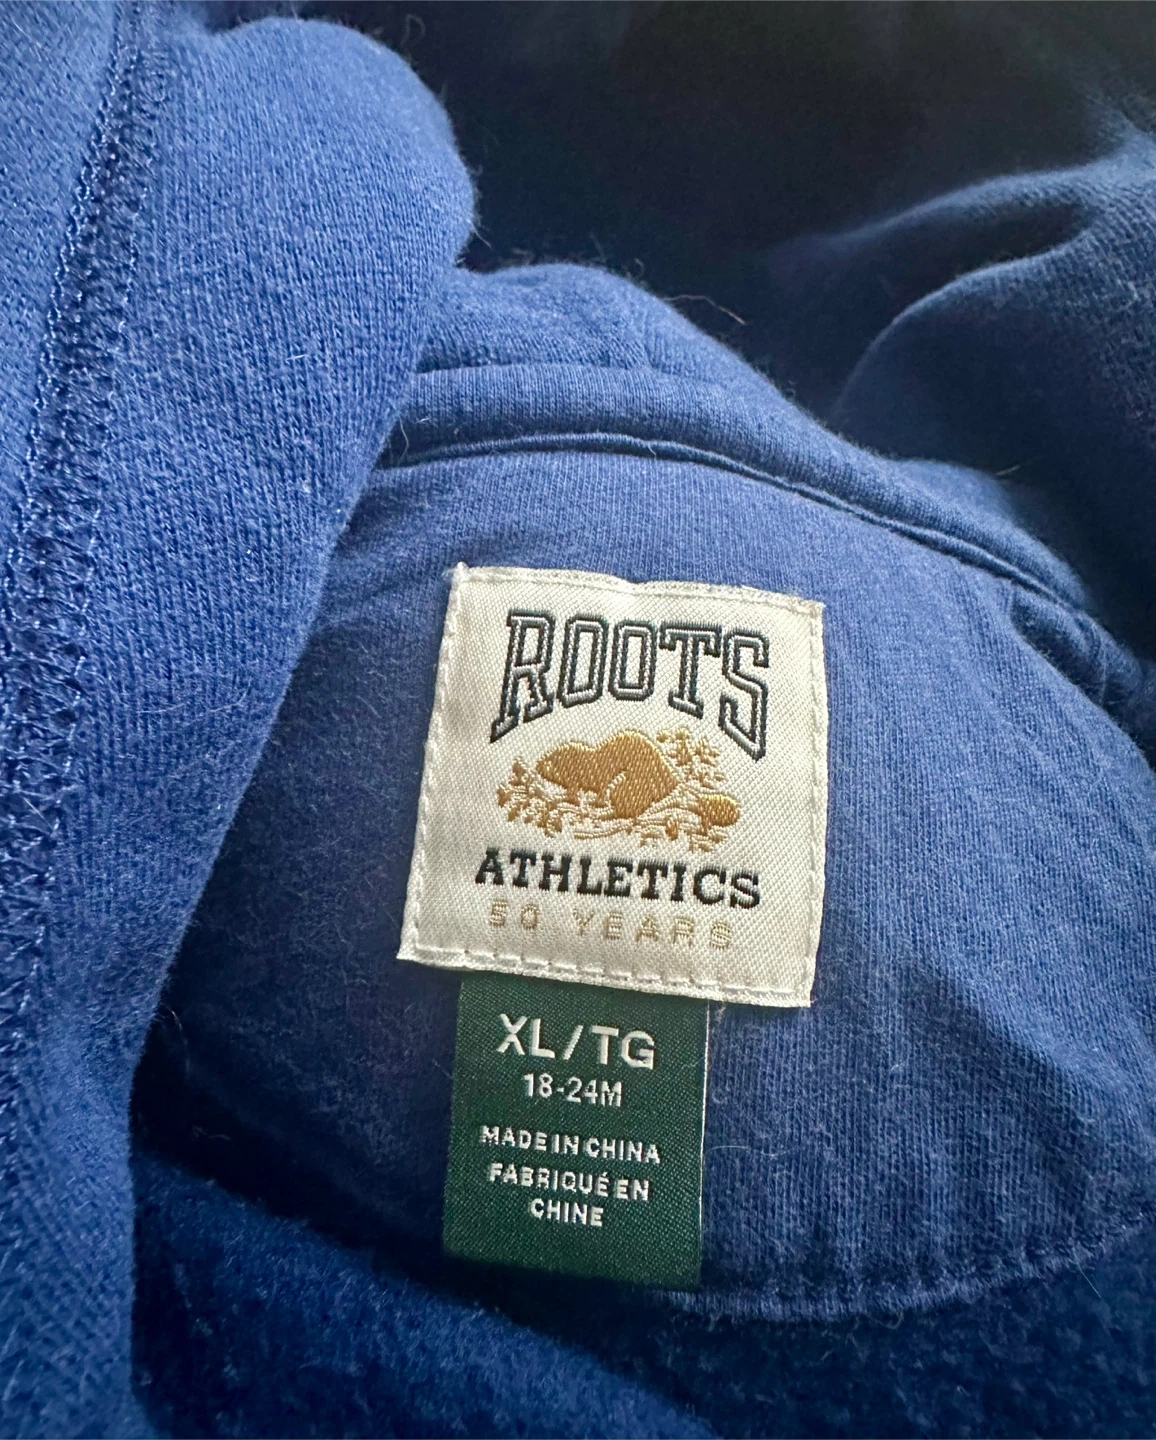 ROOTS
ATHLETICS
50 YEARS
XL/TG
18-24M
MADE IN CHINA
FABRIQUÉ EN
CHINE